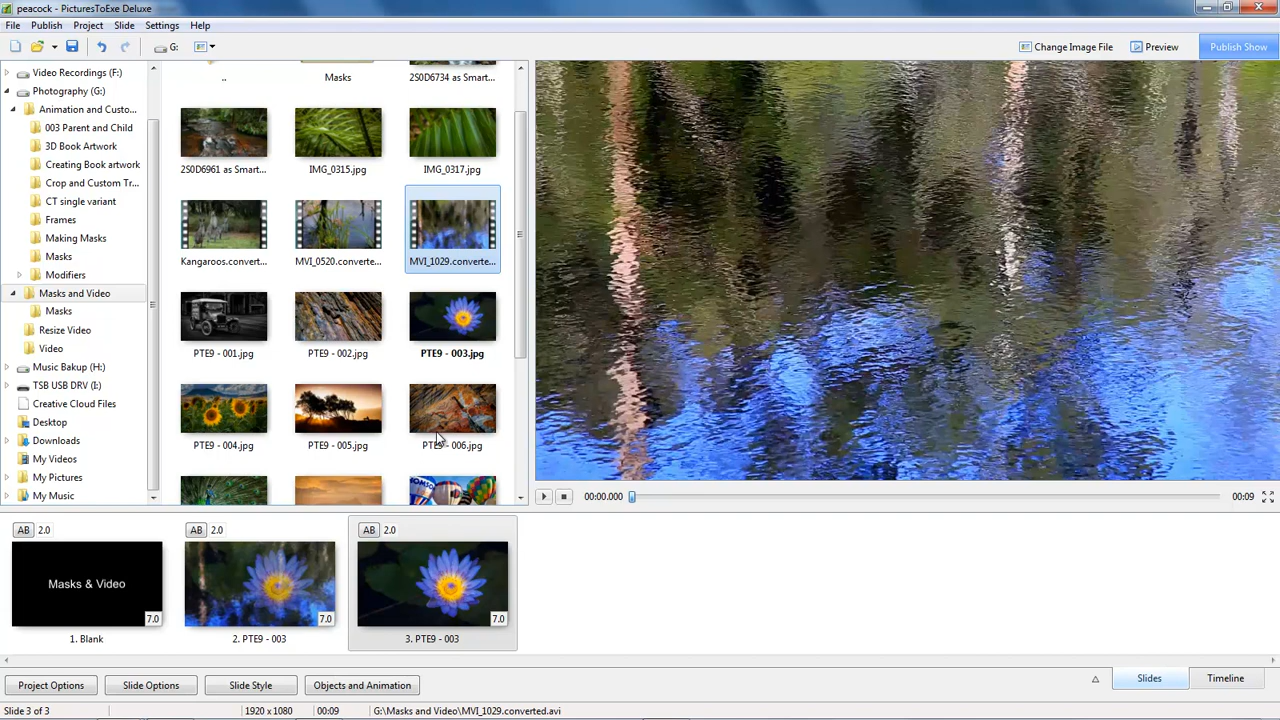 peacock - PicturesToExe Deluxe
File Publish Project Slide Settings Help
G: Change Image File Preview Publish Show
Video Recordings (F:)
Photography (G:)
Animation and Custo...
003 Parent and Child
3D Book Artwork
Creating Book artwork
Crop and Custom Tr...
CT single variant
Frames
Making Masks
Masks
Modifiers
Masks and Video
Masks
Resize Video
Video
Music Bakup (H:)
TSB USB DRV (I:)
Creative Cloud Files
Desktop
Downloads
My Videos
My Pictures
My Music
.. Masks 2S0D6734 as Smart...
2S0D6961 as Smart... IMG_0315.jpg IMG_0317.jpg
Kangaroos.convert... MVI_0520.converte... MVI_1029.converte...
PTE9 - 001.jpg PTE9 - 002.jpg PTE9 - 003.jpg
PTE9 - 004.jpg PTE9 - 005.jpg PTE9 - 006.jpg
00:00.000 00:09
AB 2.0 AB 2.0 AB 2.0
Masks & Video
7.0 7.0 7.0
1. Blank 2. PTE9 - 003 3. PTE9 - 003
Project Options Slide Options Slide Style Objects and Animation Slides Timeline
Slide 3 of 3 1920 x 1080 00:09 G:\Masks and Video\MVI_1029.converted.avi